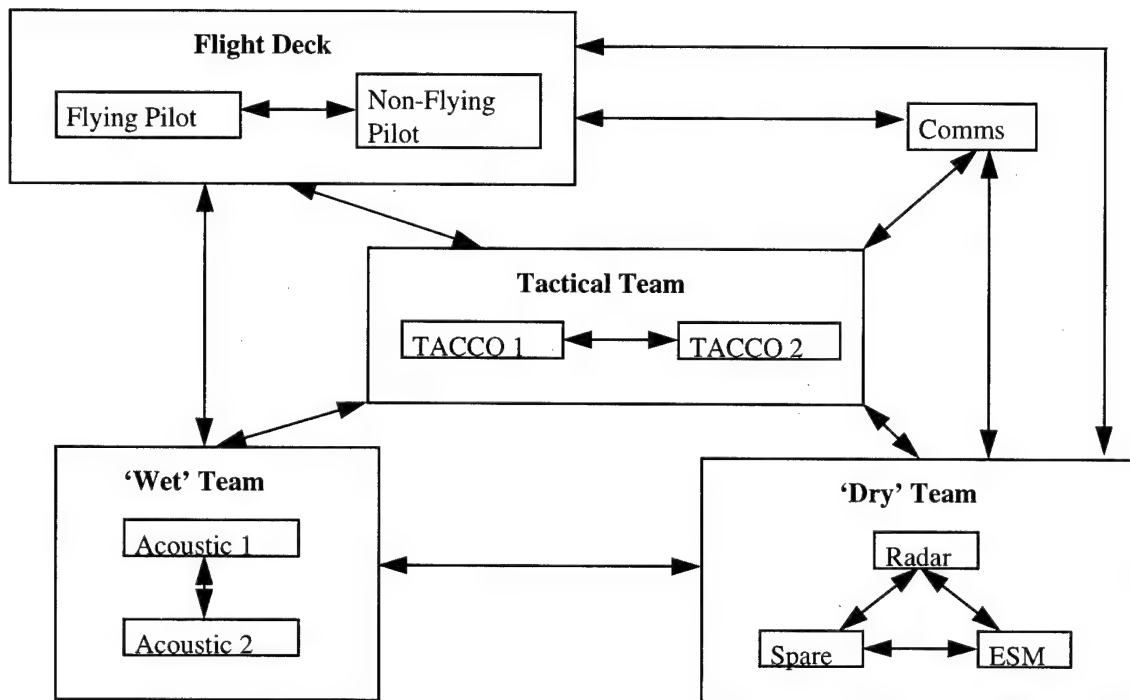 Flight Deck
Flying Pilot
Non-Flying
Pilot
Comms
Tactical Team
TACCO 1
TACCO 2
‘Wet’ Team
Acoustic 1
Acoustic 2
‘Dry’ Team
Radar
Spare
ESM